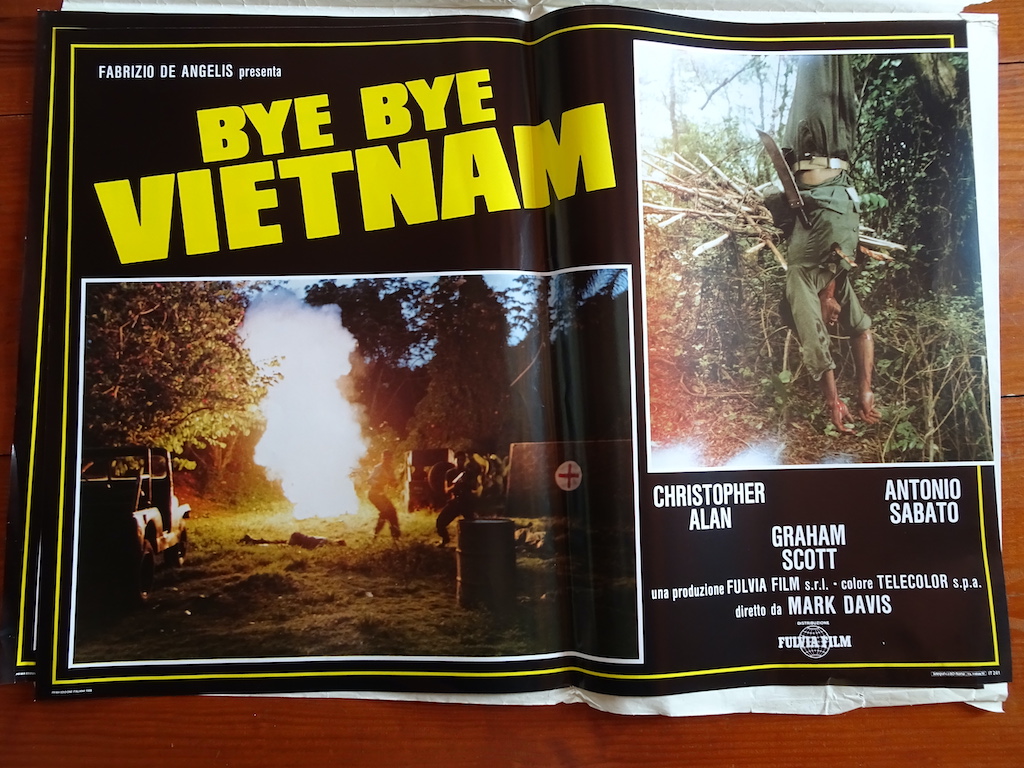 FABRIZIO DE ANGELIS presenta
BYE BYE
VIETNAM
CHRISTOPHER
ALAN
ANTONIO
SABATO
GRAHAM
SCOTT
una produzione FULVIA FILM s.r.l. · colore TELECOLOR s.p.a.
diretto da MARK DAVIS
DISTRIBUZIONE
FULVIA FILM